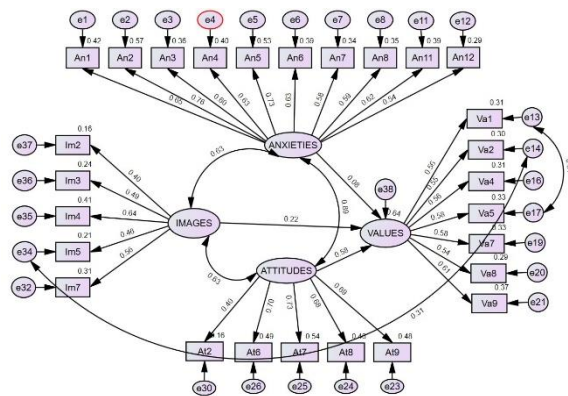 e1 e2 e3 e4 e5 e6 e7 e8 e11 e12
0.42 0.57 0.36 0.40 0.53 0.39 0.34 0.35 0.39 0.29
An1 An2 An3 An4 An5 An6 An7 An8 An11 An12
0.65 0.76 0.60 0.63 0.73 0.63 0.58 0.59 0.62 0.54
ANXIETIES
0.31
Va1 e13
0.30
Va2 e14
0.31
Va4 e16
0.33
Va5 e17
0.33
Va7 e19
0.29
Va8 e20
0.37
Va9 e21
0.55 0.55 0.56 0.58 0.58 0.54 0.61
e38
0.64
VALUES
0.16
e37 Im2
0.24
e36 Im3
0.41
e35 Im4
0.21
e34 Im5
0.31
e32 Im7
0.40 0.49 0.64 0.46 0.56
IMAGES
0.63 0.08 0.89 0.22 0.63 0.58
ATTITUDES
0.40 0.70 0.73 0.68 0.69
0.31
0.16 0.49 0.54 0.48
At2 At6 At7 At8 At9
e30 e26 e25 e24 e23